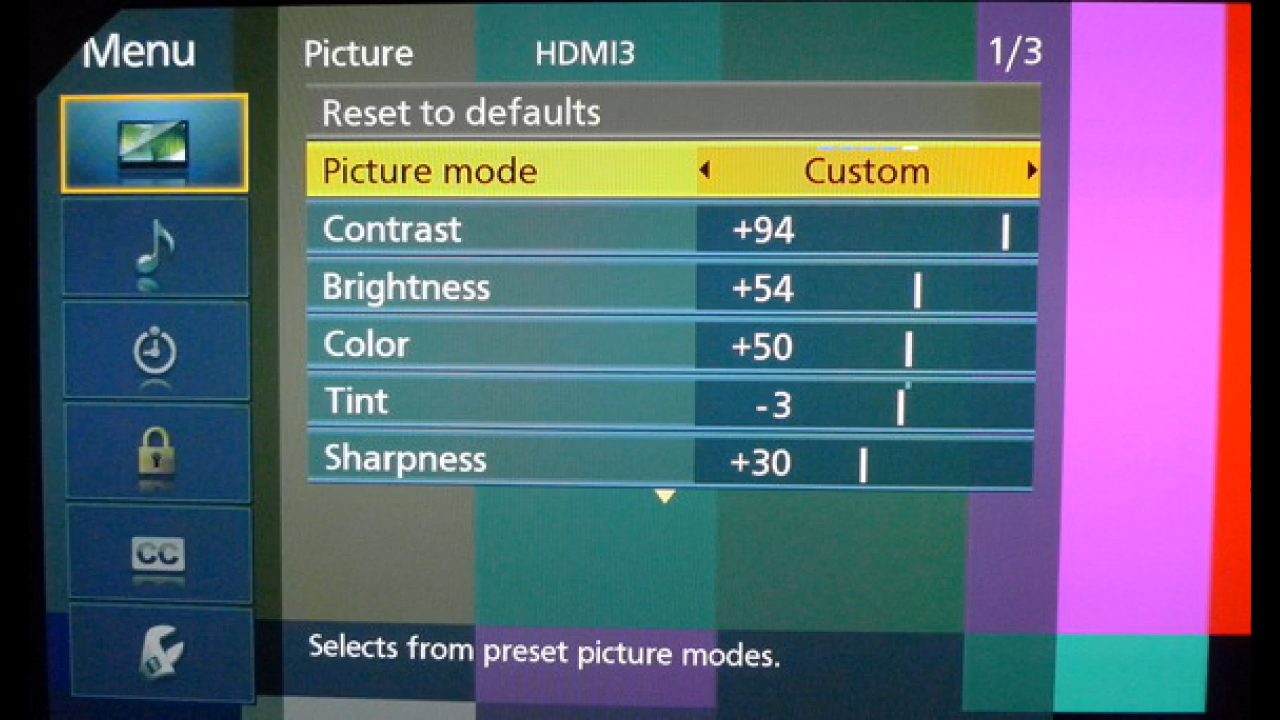 Menu
Picture HDMI3 1/3
Reset to defaults
Picture mode Custom
Contrast +94
Brightness +54
Color +50
Tint -3
Sharpness +30
CC
Selects from preset picture modes.